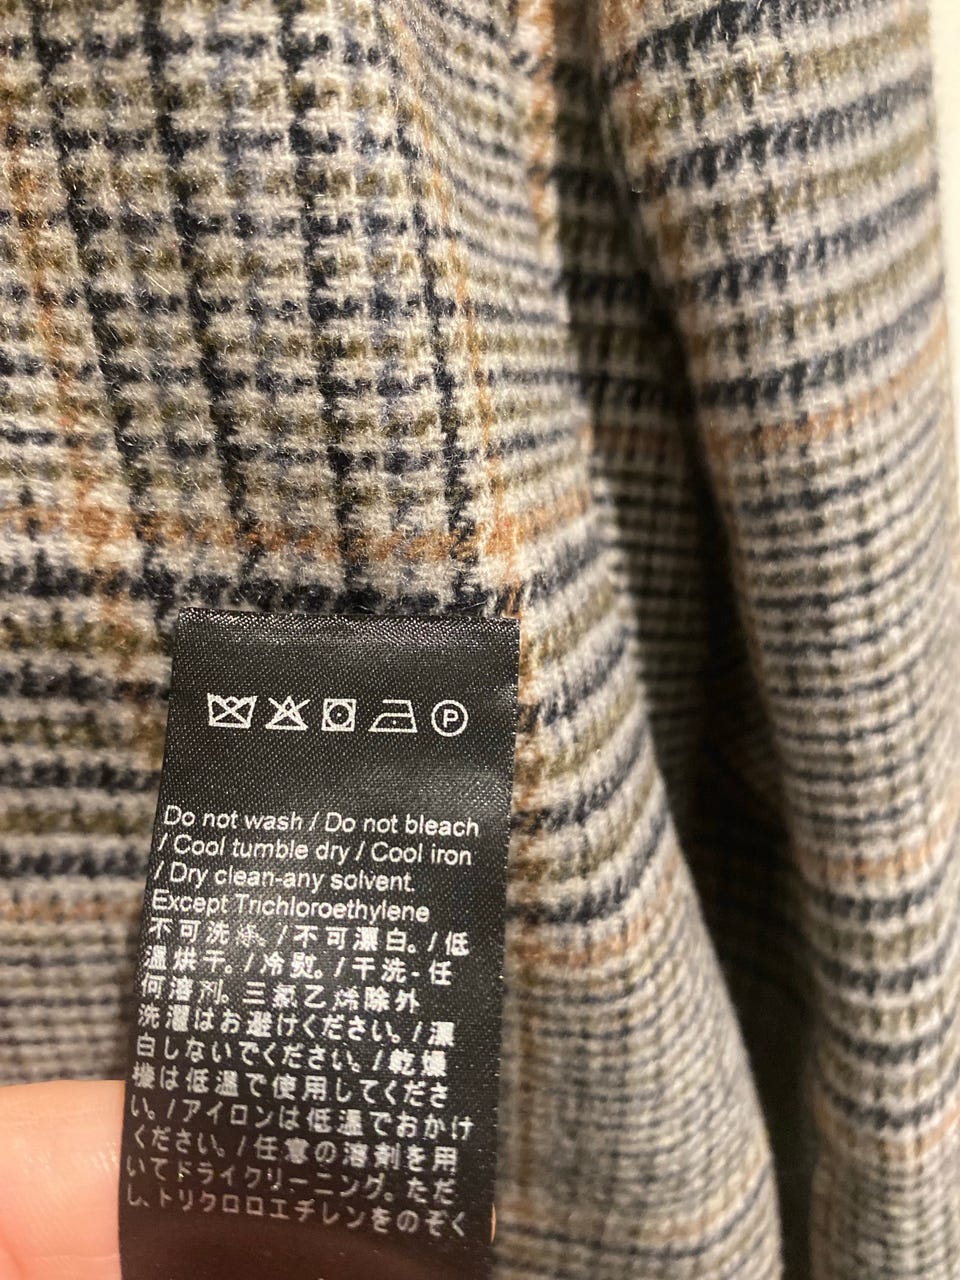 P
Do not wash / Do not bleach
/ Cool tumble dry / Cool iron
/ Dry clean-any solvent.
Except Trichloroethylene
不可洗滌。/不可漂白。/低
溫烘干。/冷熨。/干洗-任
何溶剂。三氯乙烯除外
洗濯はお避けください。/漂
白しないでください。/乾燥
機は低温で使用してくださ
い。/アイロンは低温でおかけ
ください。/任意の溶剤を用
いてドライクリーニング。ただ
し、トリクロロエチレンをのぞく